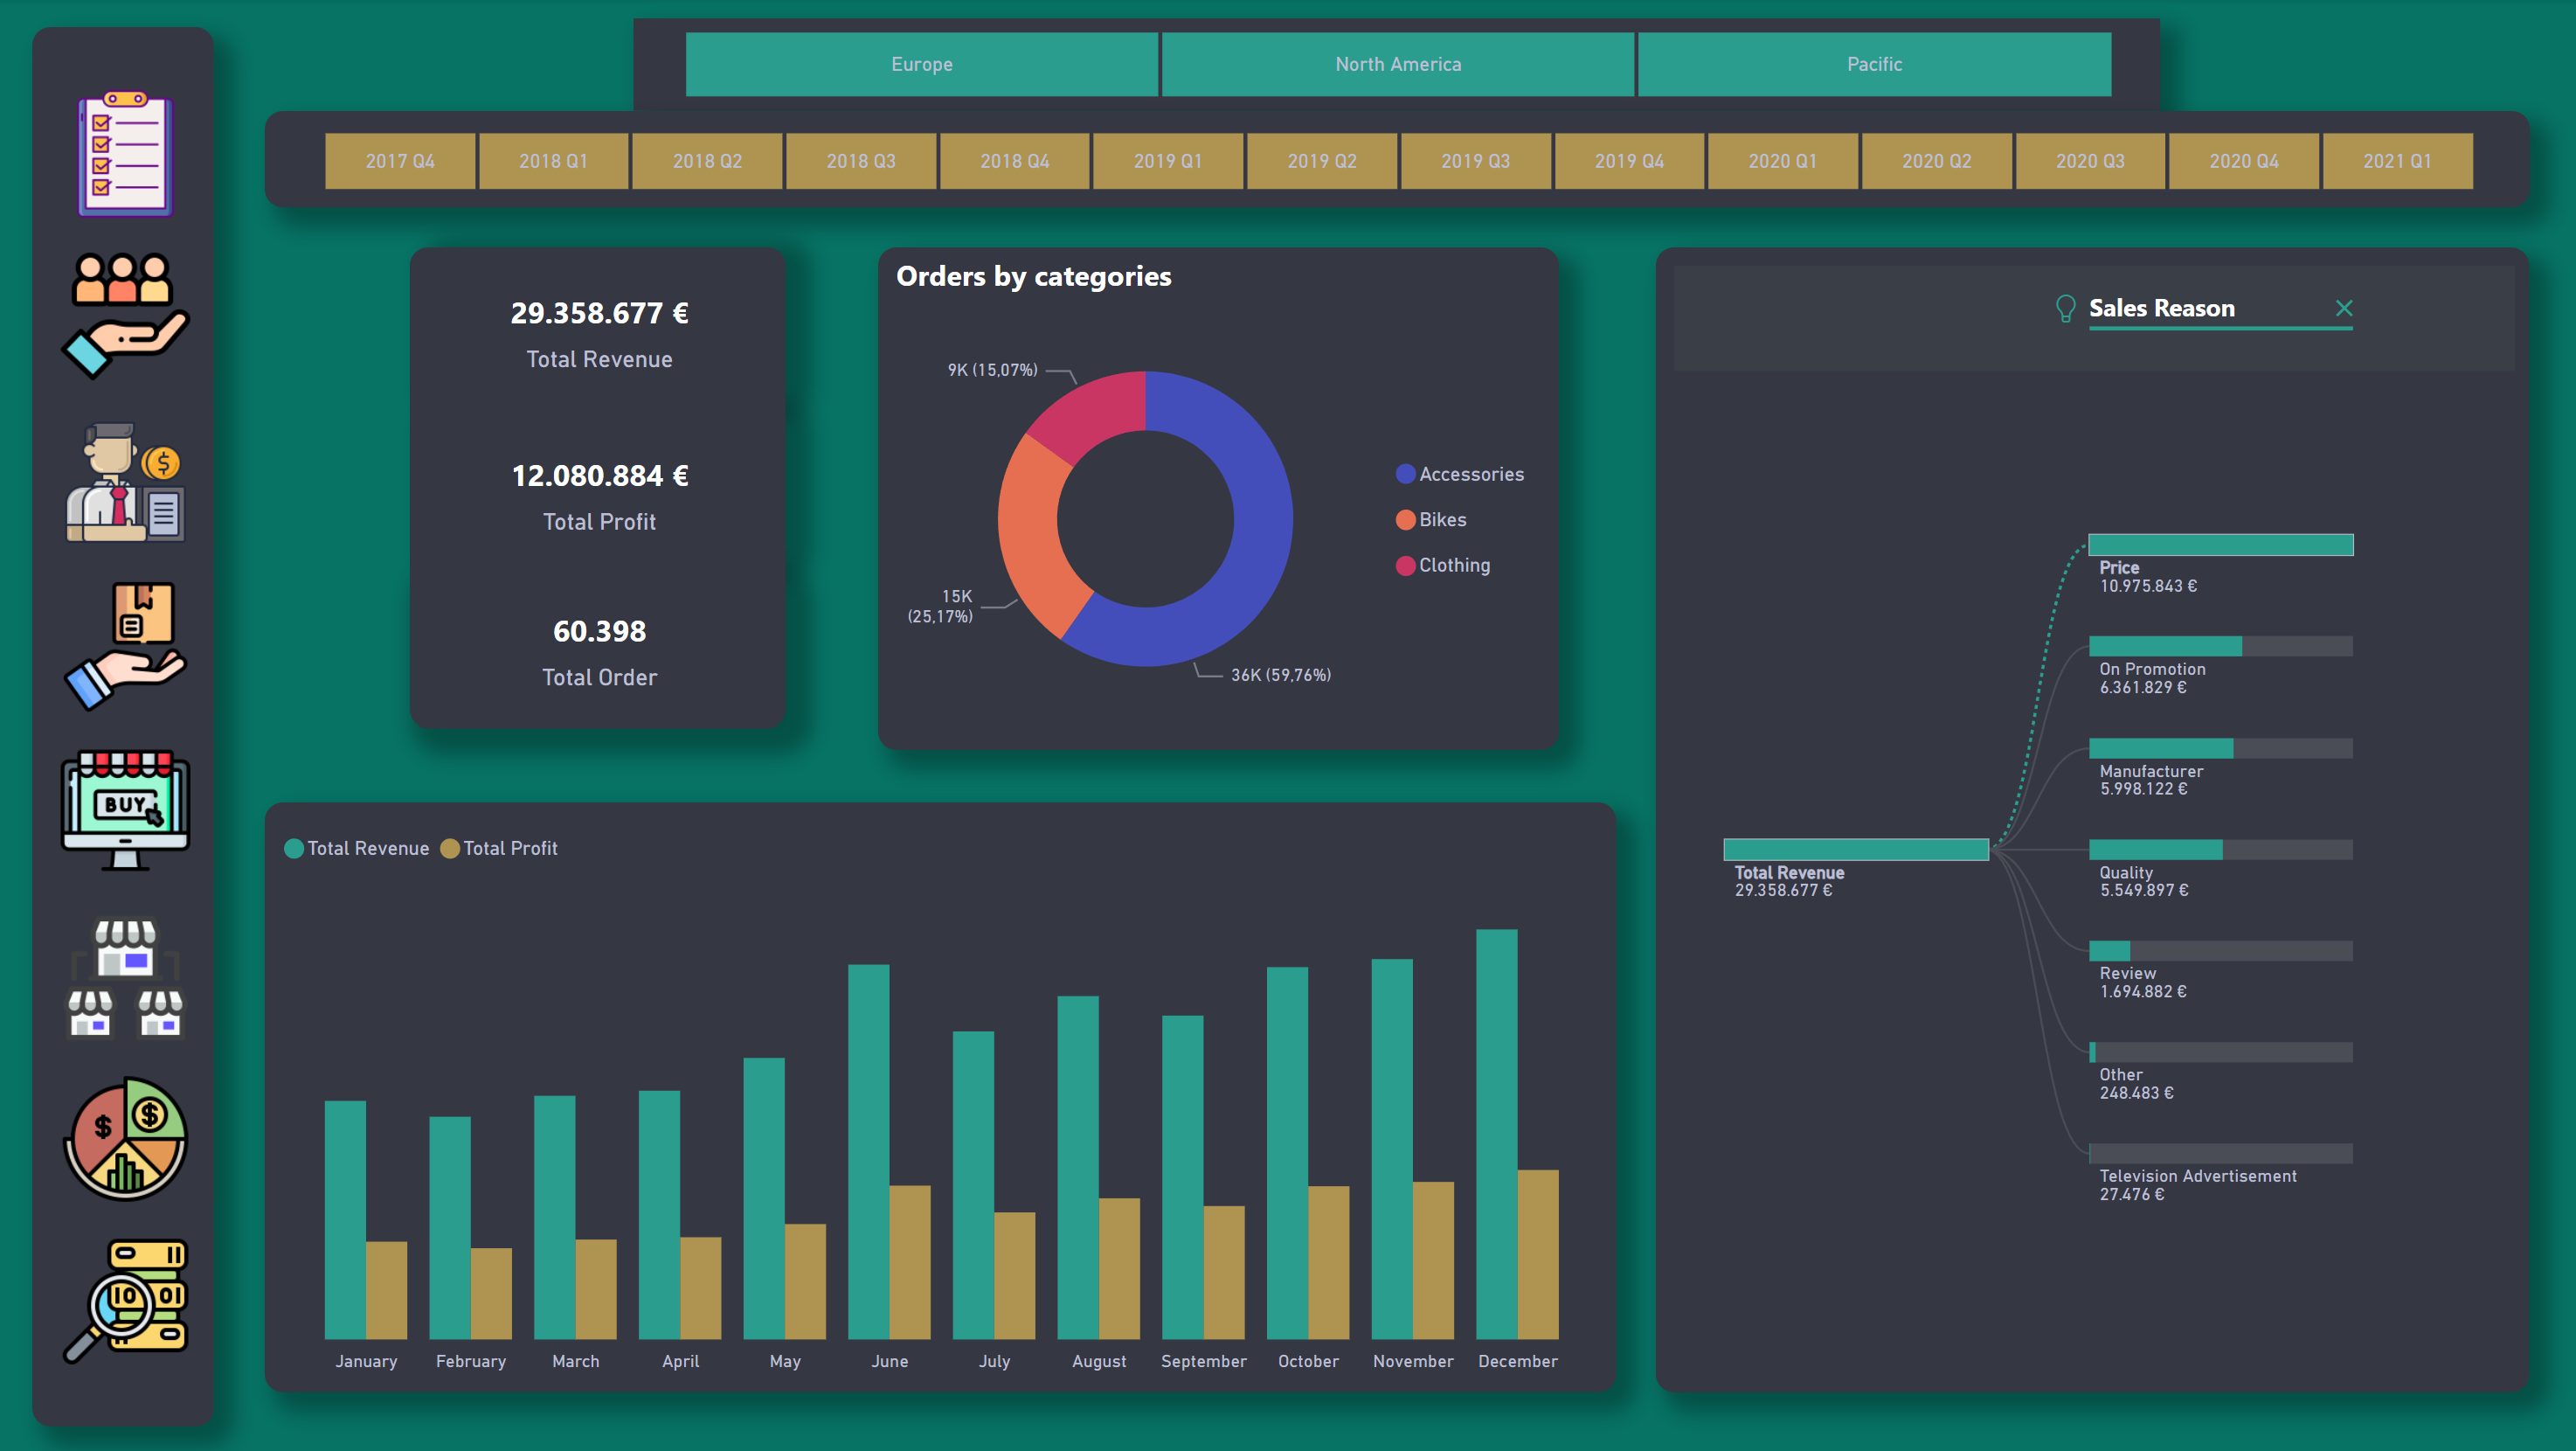 Europe
North America
Pacific
2017 Q4
2018 Q1
2018 Q2
2018 Q3
2018 Q4
2019 Q1
2019 Q2
2019 Q3
2019 Q4
2020 Q1
2020 Q2
2020 Q3
2020 Q4
2021 Q1
29.358.677 €
Total Revenue
12.080.884 €
Total Profit
60.398
Total Order
Orders by categories
9K (15,07%)
15K
(25,17%)
36K (59,76%)
Accessories
Bikes
Clothing
Sales Reason
Total Revenue
29.358.677 €
Price
10.975.843 €
On Promotion
6.361.829 €
Manufacturer
5.998.122 €
Quality
5.549.897 €
Review
1.694.882 €
Other
248.483 €
Television Advertisement
27.476 €
Total Revenue
Total Profit
January
February
March
April
May
June
July
August
September
October
November
December
BUY
$
$
$
10
01